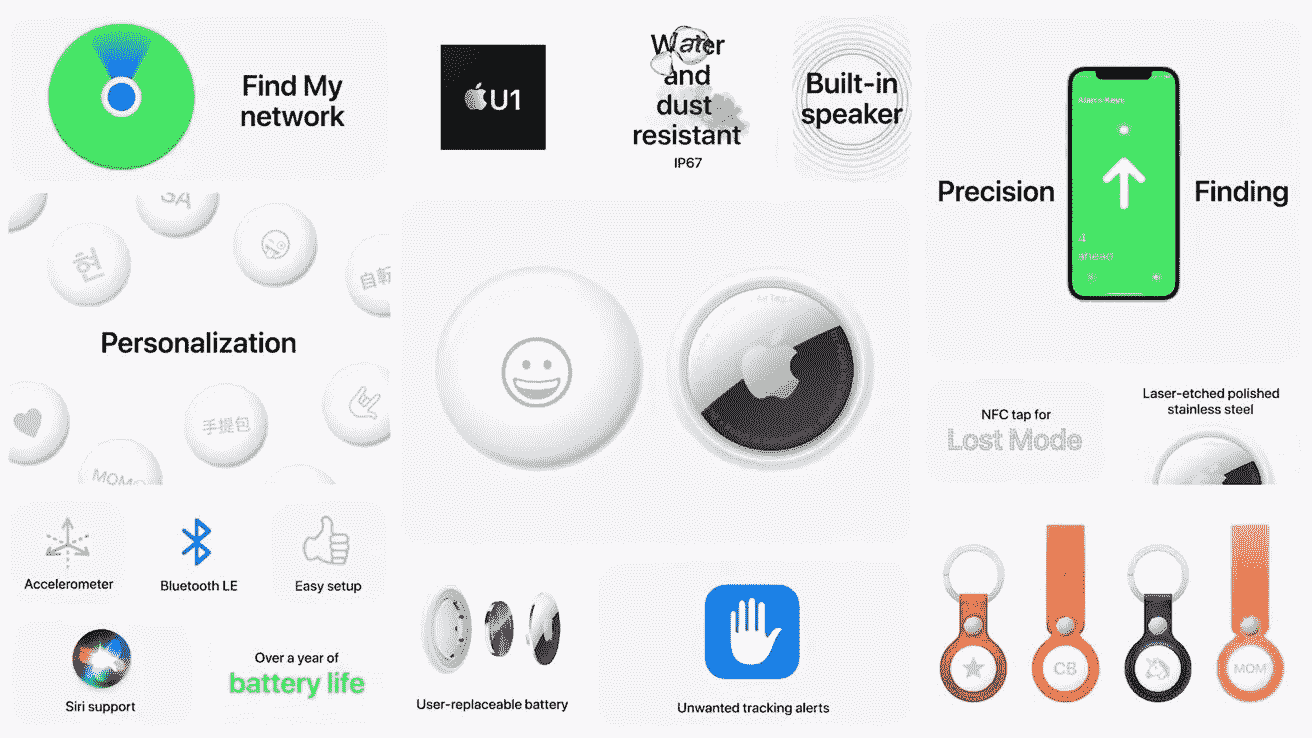 Find My
network
U1
Water
and
dust
resistant
IP67
Built-in
speaker
Precision
Finding
SA
현
自転
Personalization
手提包
MOM
NFC tap for
Lost Mode
Laser-etched polished
stainless steel
Accelerometer
Bluetooth LE
Easy setup
Siri support
Over a year of
battery life
User-replaceable battery
Unwanted tracking alerts
CB
MOM